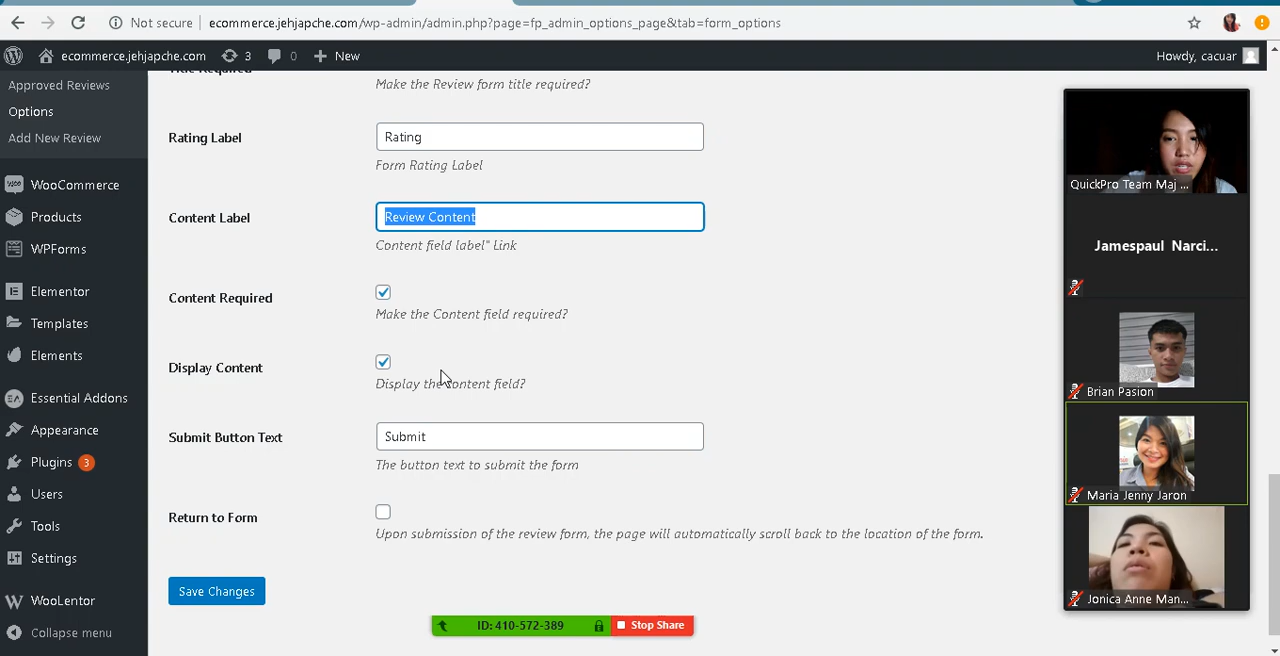 Not secure
ecommerce.jehjapche.com/wp-admin/admin.php?page=fp_admin_options_page&tab=form_options
ecommerce.jehjapche.com 3 0 New Howdy, cacuar
Approved Reviews
Options
Add New Review
WooCommerce
Products
WPForms
Elementor
Templates
Elements
Essential Addons
Appearance
Plugins 3
Users
Tools
Settings
WooLentor
Collapse menu
Title Required
Make the Review form title required?
Rating Label
Rating
Form Rating Label
Content Label
Review Content
Content field label" Link
Content Required
Make the Content field required?
Display Content
Display the content field?
Submit Button Text
Submit
The button text to submit the form
Return to Form
Upon submission of the review form, the page will automatically scroll back to the location of the form.
Save Changes
ID: 410-572-389
Stop Share
QuickPro Team Maj ...
Jamespaul Narci...
Brian Pasion
Maria Jenny Jaron
Jonica Anne Man...